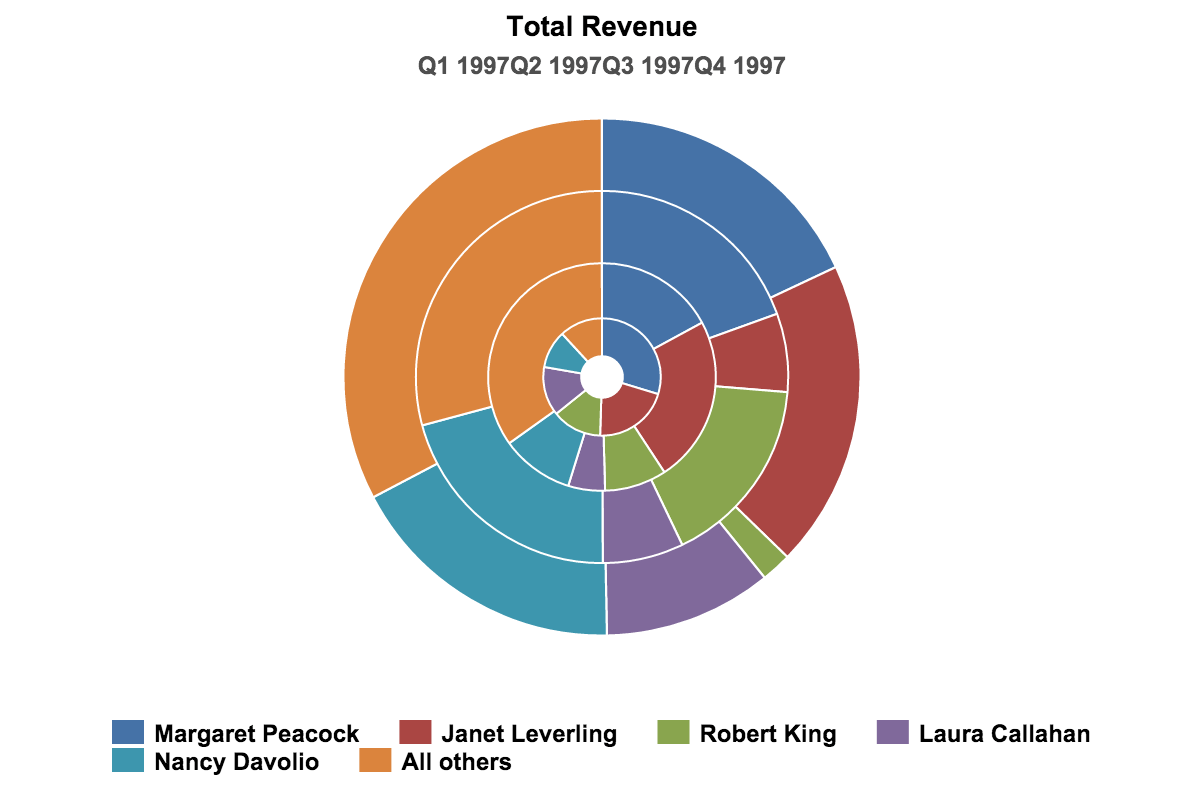 Total Revenue
Q1 1997Q2 1997Q3 1997Q4 1997
Margaret Peacock Janet Leverling Robert King Laura Callahan
Nancy Davolio All others